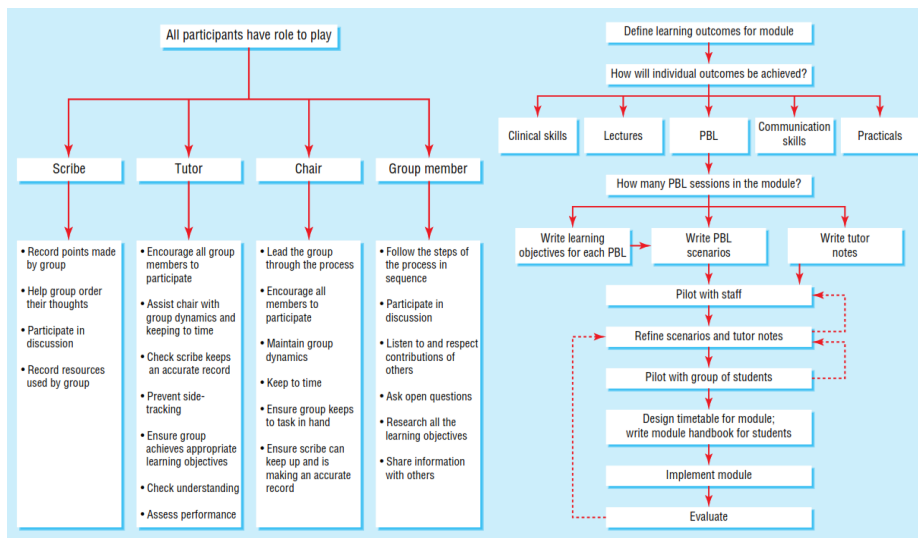 All participants have role to play
Scribe
Tutor
Chair
Group member
• Record points made
by group
• Help group order
their thoughts
• Participate in
discussion
• Record resources
used by group
• Encourage all group
members to
participate
• Assist chair with
group dynamics and
keeping to time
• Check scribe keeps
an accurate record
• Prevent side-
tracking
• Ensure group
achieves appropriate
learning objectives
• Check understanding
• Assess performance
• Lead the group
through the process
• Encourage all
members to
participate
• Maintain group
dynamics
• Keep to time
• Ensure group keeps
to task in hand
• Ensure scribe can
keep up and is
making an accurate
record
• Follow the steps of
the process in
sequence
• Participate in
discussion
• Listen to and respect
contributions of
others
• Ask open questions
• Research all the
learning objectives
• Share information
with others
Define learning outcomes for module
How will individual outcomes be achieved?
Clinical skills
Lectures
PBL
Communication
skills
Practicals
How many PBL sessions in the module?
Write learning
objectives for each PBL
Write PBL
scenarios
Write tutor
notes
Pilot with staff
Refine scenarios and tutor notes
Pilot with group of students
Design timetable for module;
write module handbook for students
Implement module
Evaluate